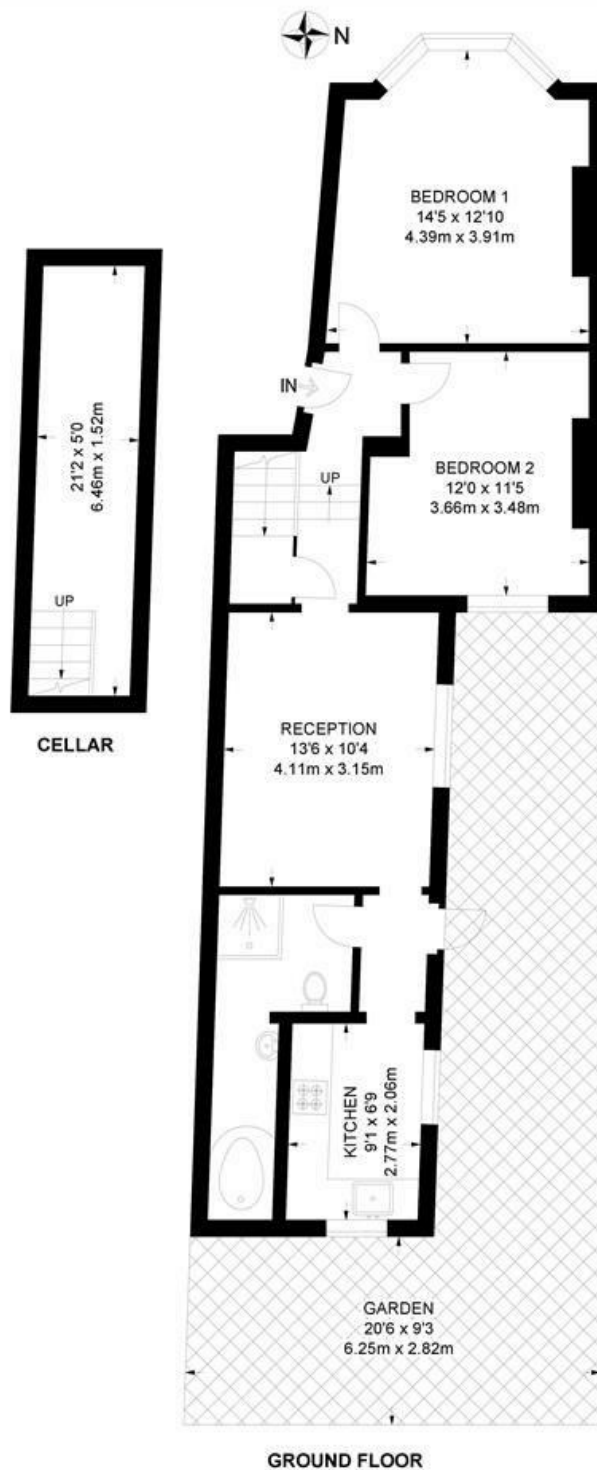 N
BEDROOM 1
14'5 x 12'10
4.39m x 3.91m
IN
BEDROOM 2
12'0 x 11'5
3.66m x 3.48m
UP
21'2 x 5'0
6.46m x 1.52m
UP
CELLAR
RECEPTION
13'6 x 10'4
4.11m x 3.15m
KITCHEN
9'1 x 6'9
2.77m x 2.06m
GARDEN
20'6 x 9'3
6.25m x 2.82m
GROUND FLOOR